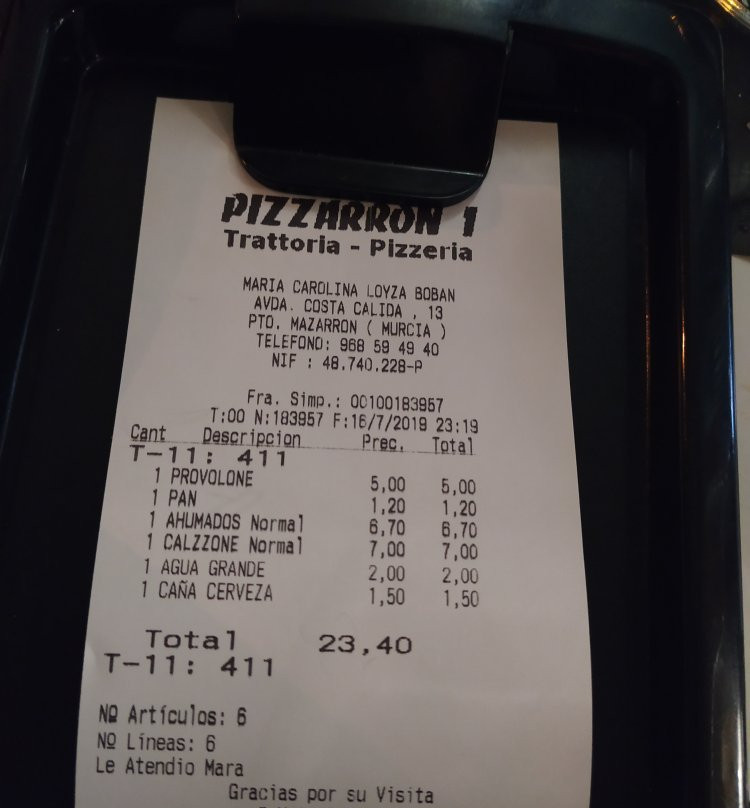 PIZZARRON 1
Trattoria - Pizzeria
MARIA CAROLINA LOYZA BOBAN
AVDA. COSTA CALIDA , 13
PTO. MAZARRON ( MURCIA )
TELEFONO: 968 59 49 40
NIF : 48.740.228-P
Fra. Simp.: 00100183957
T:00 N:183957 F:16/7/2019 23:19
Cant Descripcion Prec. Total
T-11: 411
1 PROVOLONE 5,00 5,00
1 PAN 1,20 1,20
1 AHUMADOS Normal 6,70 6,70
1 CALZZONE Normal 7,00 7,00
1 AGUA GRANDE 2,00 2,00
1 CAÑA CERVEZA 1,50 1,50
Total 23,40
T-11: 411
Nº Artículos: 6
Nº Líneas: 6
Le Atendio Mara
Gracias por su Visita